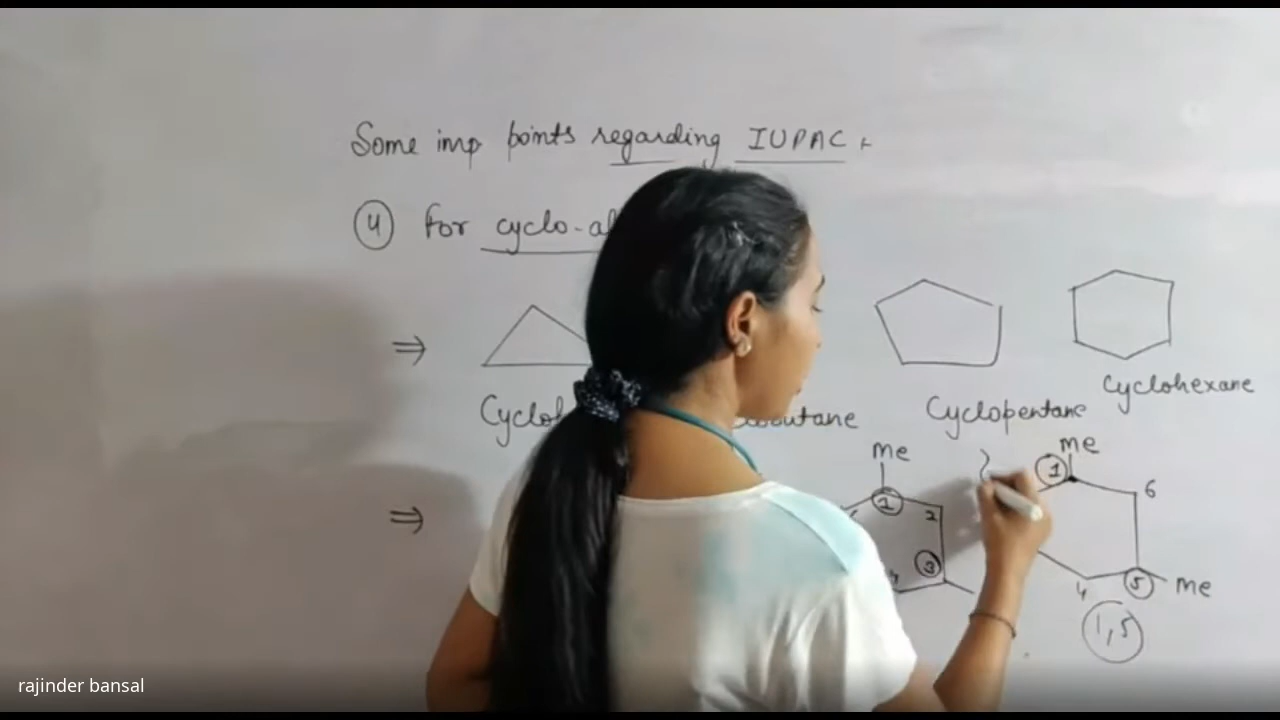 Some imp points regarding IUPAC :
(4) For cyclo-al
⇒
Cyclop butane Cyclopentane Cyclohexane
⇒
Me Me
1 2 3 1 6
4 5 Me
1,5
rajinder bansal